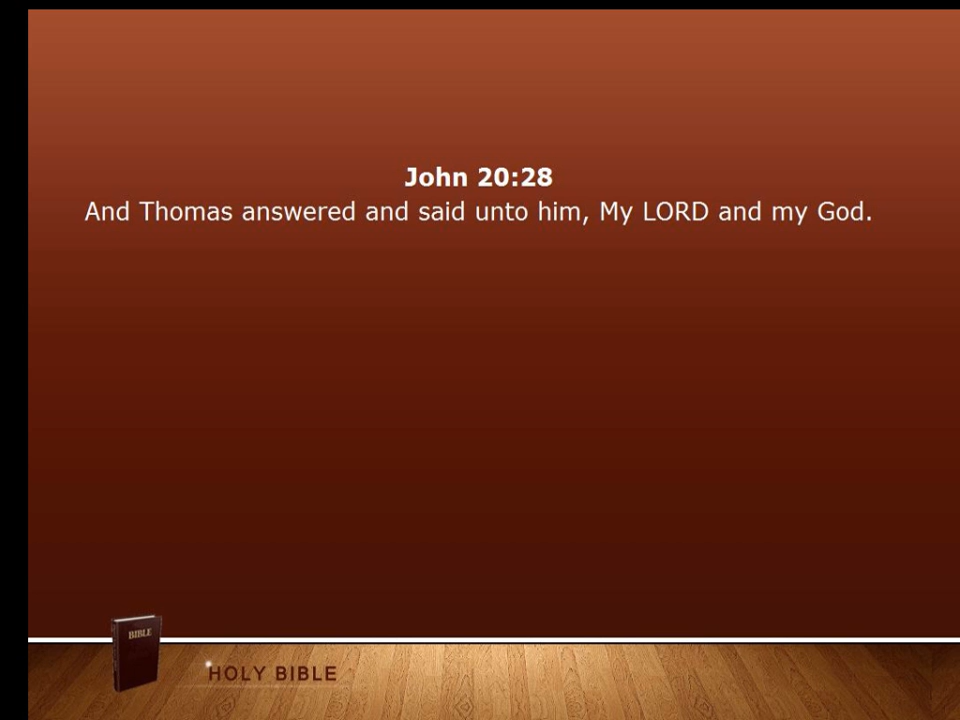 John 20:28
And Thomas answered and said unto him, My LORD and my God.
BIBLE
HOLY BIBLE